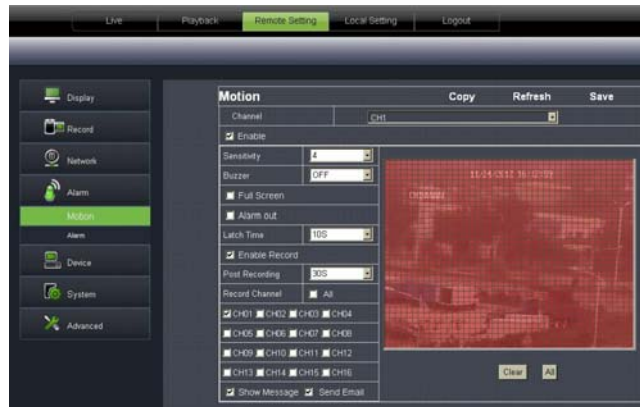 Live Playback Remote Setting Local Setting Logout
Display
Record
Network
Alarm
Motion
Alarm
Device
System
Advanced
Motion Copy Refresh Save
Channel CH1
Enable
Sensitivity 4
Buzzer OFF
Full Screen
Alarm out
Latch Time 10S
Enable Record
Post Recording 30S
Record Channel All
CH01 CH02 CH03 CH04
CH05 CH06 CH07 CH08
CH09 CH10 CH11 CH12
CH13 CH14 CH15 CH16
Show Message Send Email
Clear All